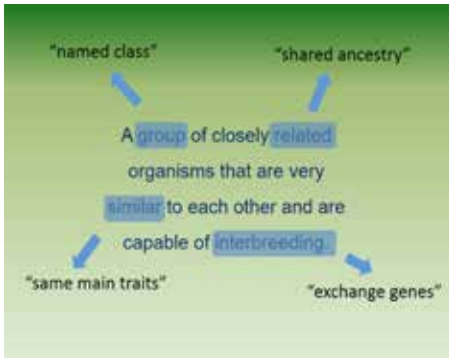 "named class"
"shared ancestry"
A group of closely related
organisms that are very
similar to each other and are
capable of interbreeding.
"same main traits"
"exchange genes"